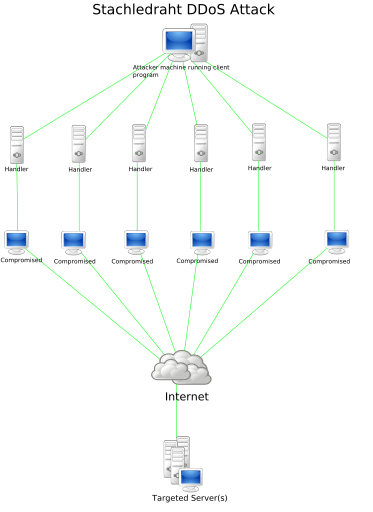 Stachledraht DDoS Attack
Attacker machine running client
program
Handler
Handler
Handler
Handler
Handler
Handler
Compromised
Compromised
Compromised
Compromised
Compromised
Compromised
Internet
Targeted Server(s)